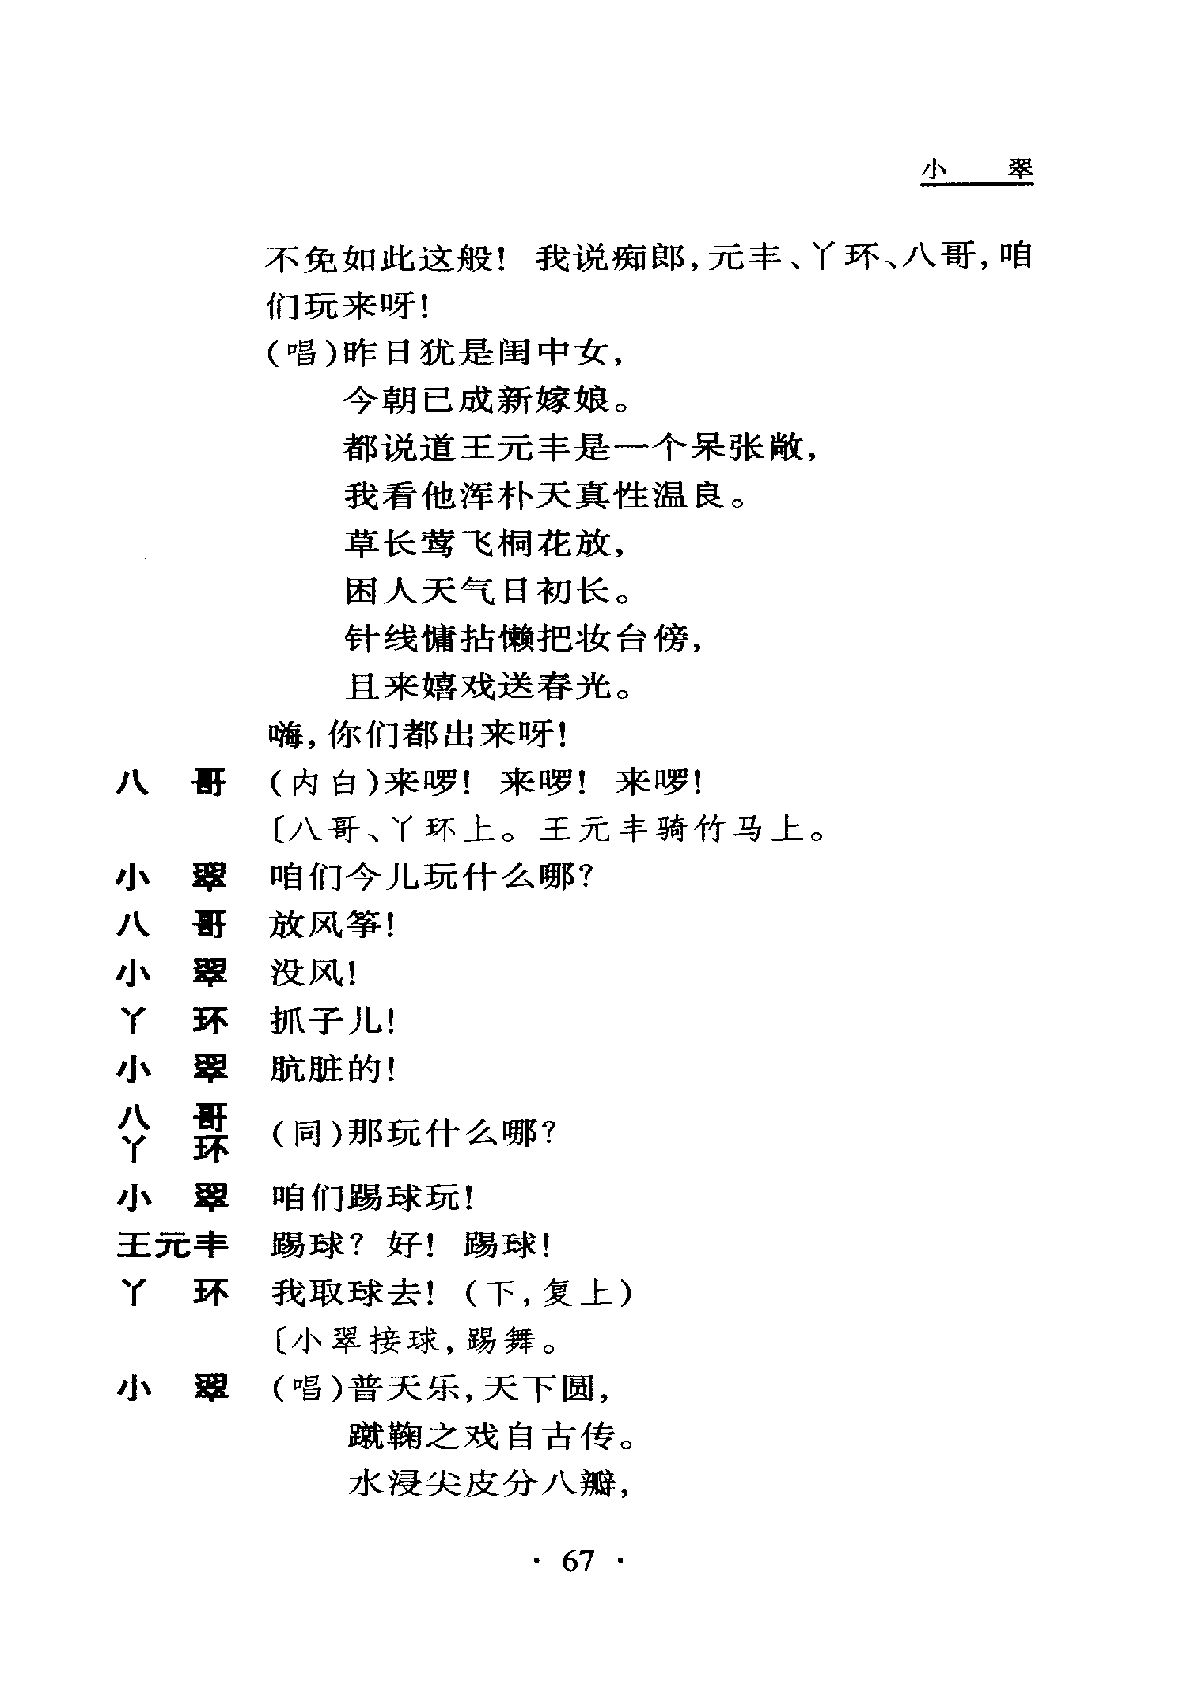 小 翠
不免如此这般! 我说痴郎,元丰、丫环、八哥,咱
们玩来呀!
(唱)昨日犹是闺中女,
今朝已成新嫁娘。
都说道王元丰是一个呆张敞,
我看他浑朴天真性温良。
草长莺飞桐花放,
困人天气日初长。
针线慵拈懒把妆台傍,
且来嬉戏送春光。
嗨,你们都出来呀!
八 哥 (内白)来啰! 来啰! 来啰!
〔八哥、丫环上。王元丰骑竹马上。
小 翠 咱们今儿玩什么哪?
八 哥 放风筝!
小 翠 没风!
丫 环 抓子儿!
小 翠 肮脏的!
八 哥
丫 环 (同)那玩什么哪?
小 翠 咱们踢球玩!
王元丰 踢球? 好! 踢球!
丫 环 我取球去! (下,复上)
〔小翠接球,踢舞。
小 翠 (唱)普天乐,天下圆,
蹴鞠之戏自古传。
水浸尖皮分八瓣,
· 67 ·